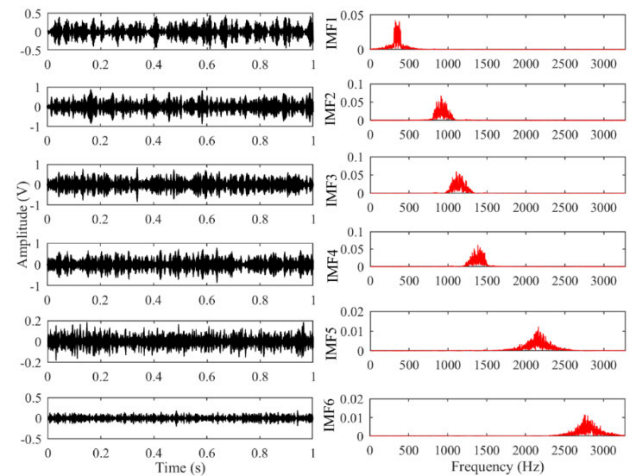 0.5 0 -0.5
0 0.2 0.4 0.6 0.8 1
IMF1 0.05 0
0 500 1000 1500 2000 2500 3000
1 0 -1
0 0.2 0.4 0.6 0.8 1
IMF2 0.1 0.05 0
0 500 1000 1500 2000 2500 3000
1 0 -1
0 0.2 0.4 0.6 0.8 1
IMF3 0.1 0.05 0
0 500 1000 1500 2000 2500 3000
Amplitude (V)
1 0 -1
0 0.2 0.4 0.6 0.8 1
IMF4 0.1 0.05 0
0 500 1000 1500 2000 2500 3000
0.2 0 -0.2
0 0.2 0.4 0.6 0.8 1
IMF5 0.02 0.01 0
0 500 1000 1500 2000 2500 3000
0.5 0 -0.5
0 0.2 0.4 0.6 0.8 1
Time (s)
IMF6 0.02 0.01 0
0 500 1000 1500 2000 2500 3000
Frequency (Hz)